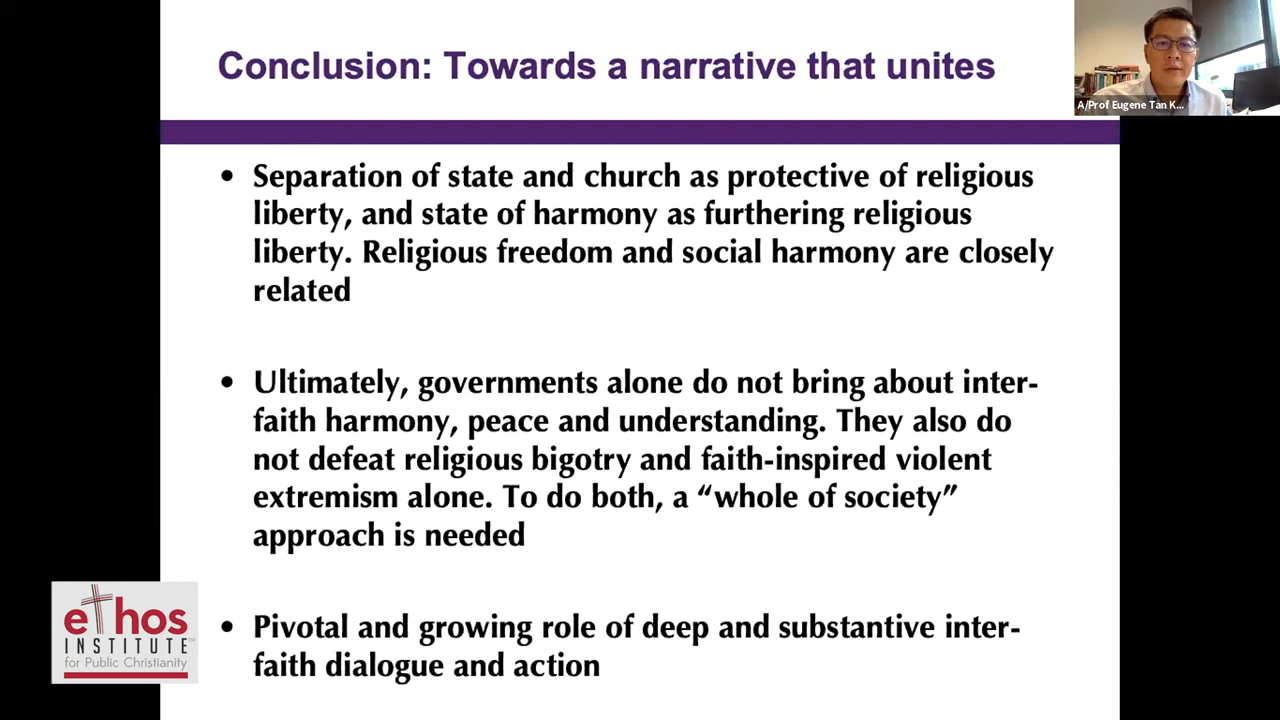 Conclusion: Towards a narrative that unites
A/Prof Eugene Tan K...
• Separation of state and church as protective of religious
liberty, and state of harmony as furthering religious
liberty. Religious freedom and social harmony are closely
related
• Ultimately, governments alone do not bring about inter-
faith harmony, peace and understanding. They also do
not defeat religious bigotry and faith-inspired violent
extremism alone. To do both, a “whole of society”
approach is needed
• Pivotal and growing role of deep and substantive inter-
faith dialogue and action
ethos
INSTITUTE™
for Public Christianity